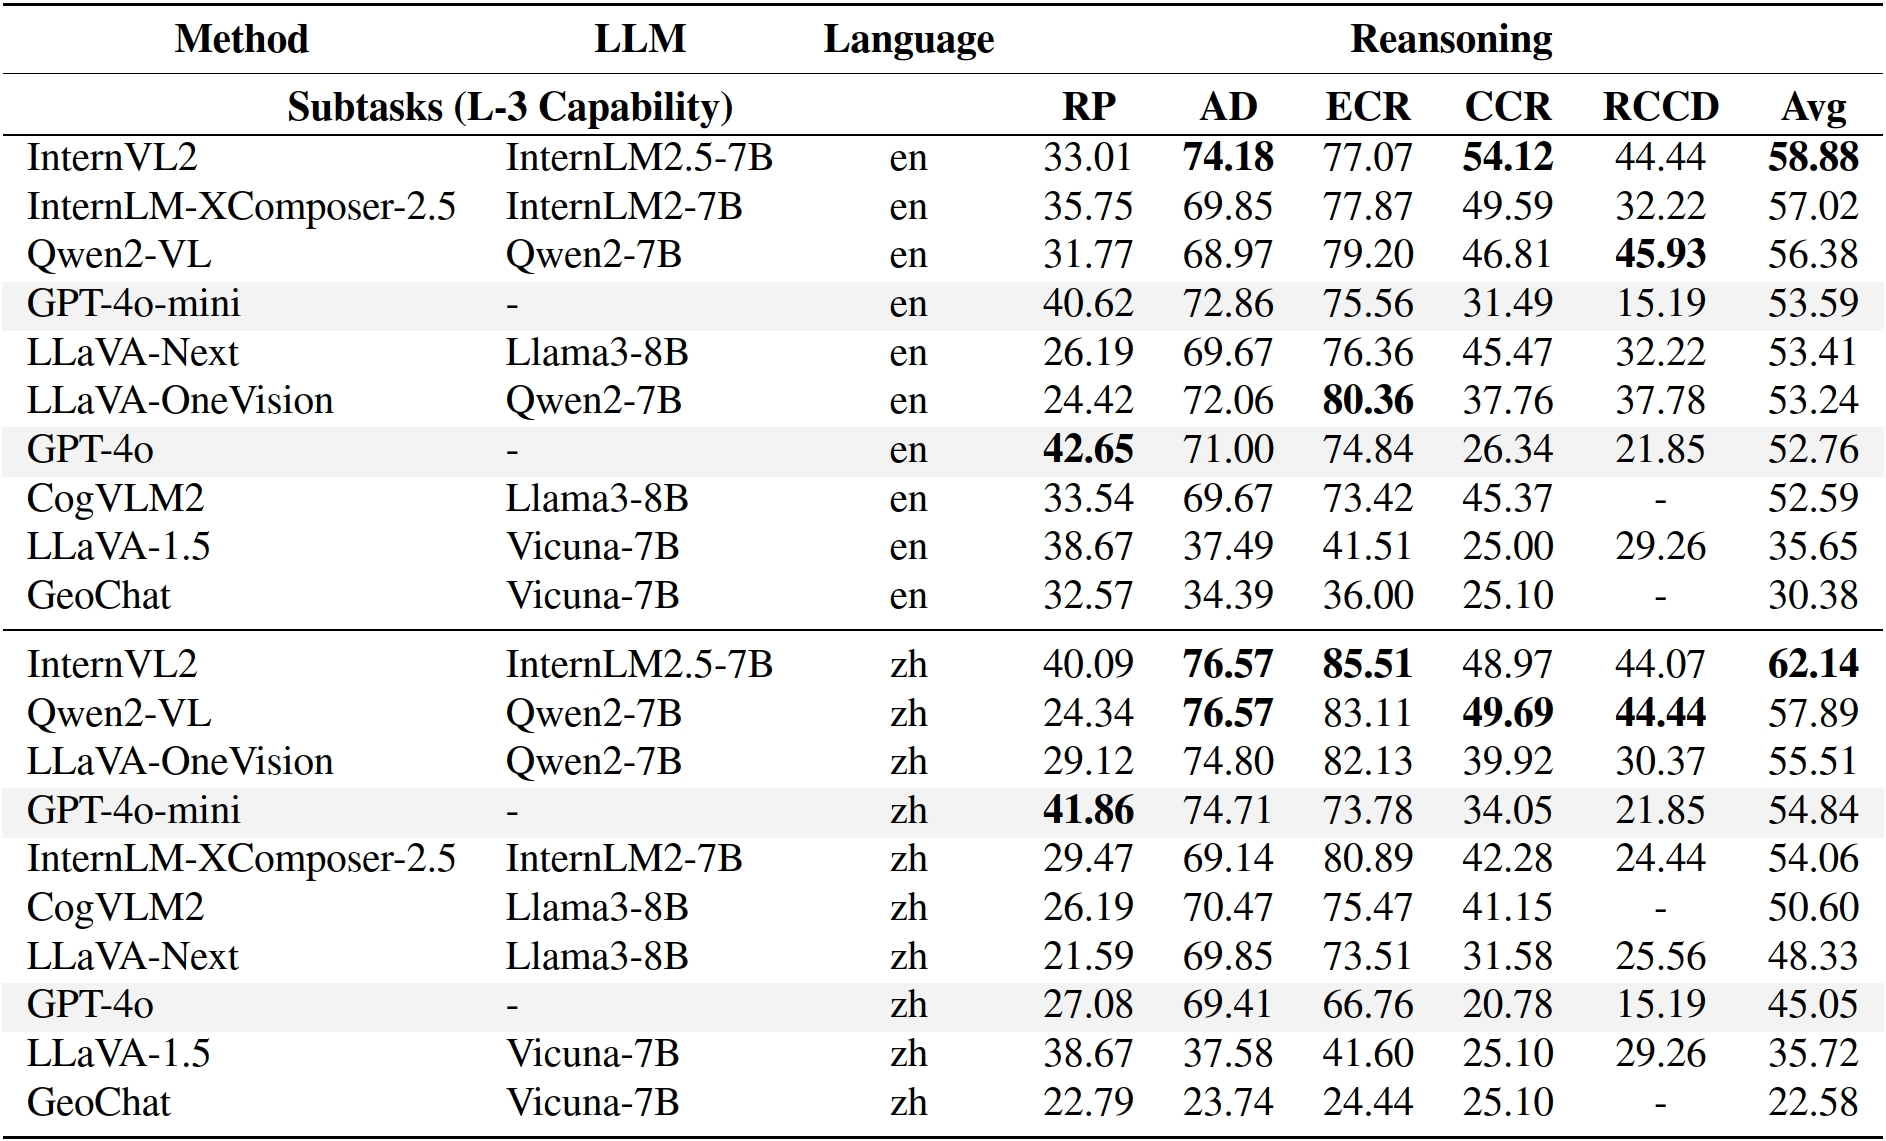 Method LLM Language Reansoning
Subtasks (L-3 Capability) RP AD ECR CCR RCCD Avg
InternVL2 InternLM2.5-7B en 33.01 74.18 77.07 54.12 44.44 58.88
InternLM-XComposer-2.5 InternLM2-7B en 35.75 69.85 77.87 49.59 32.22 57.02
Qwen2-VL Qwen2-7B en 31.77 68.97 79.20 46.81 45.93 56.38
GPT-4o-mini - en 40.62 72.86 75.56 31.49 15.19 53.59
LLaVA-Next Llama3-8B en 26.19 69.67 76.36 45.47 32.22 53.41
LLaVA-OneVision Qwen2-7B en 24.42 72.06 80.36 37.76 37.78 53.24
GPT-4o - en 42.65 71.00 74.84 26.34 21.85 52.76
CogVLM2 Llama3-8B en 33.54 69.67 73.42 45.37 - 52.59
LLaVA-1.5 Vicuna-7B en 38.67 37.49 41.51 25.00 29.26 35.65
GeoChat Vicuna-7B en 32.57 34.39 36.00 25.10 - 30.38
InternVL2 InternLM2.5-7B zh 40.09 76.57 85.51 48.97 44.07 62.14
Qwen2-VL Qwen2-7B zh 24.34 76.57 83.11 49.69 44.44 57.89
LLaVA-OneVision Qwen2-7B zh 29.12 74.80 82.13 39.92 30.37 55.51
GPT-4o-mini - zh 41.86 74.71 73.78 34.05 21.85 54.84
InternLM-XComposer-2.5 InternLM2-7B zh 29.47 69.14 80.89 42.28 24.44 54.06
CogVLM2 Llama3-8B zh 26.19 70.47 75.47 41.15 - 50.60
LLaVA-Next Llama3-8B zh 21.59 69.85 73.51 31.58 25.56 48.33
GPT-4o - zh 27.08 69.41 66.76 20.78 15.19 45.05
LLaVA-1.5 Vicuna-7B zh 38.67 37.58 41.60 25.10 29.26 35.72
GeoChat Vicuna-7B zh 22.79 23.74 24.44 25.10 - 22.58